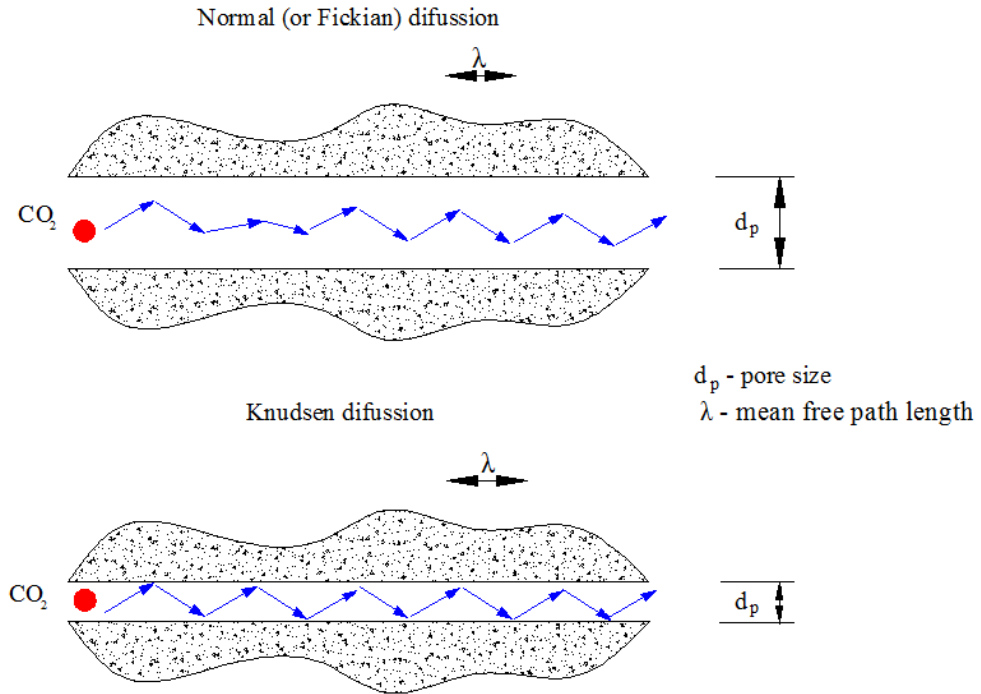 Normal (or Fickian) difussion
λ
CO2
dp
dp - pore size
λ - mean free path length
Knudsen difussion
λ
CO2
dp